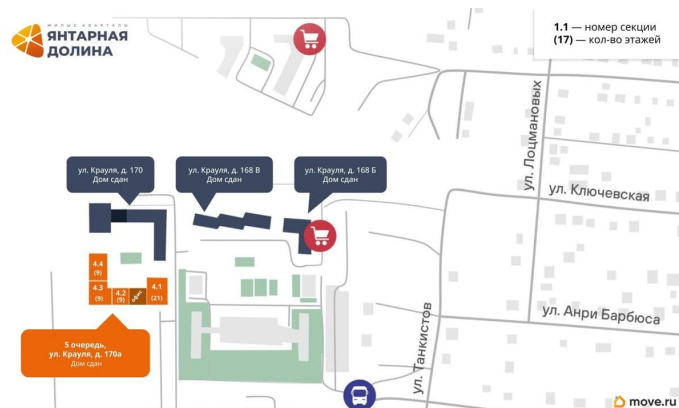 ЖИЛЫЕ КВАРТАЛЫ
ЯНТАРНАЯ
ДОЛИНА
1.1 — номер секции
(17) — кол-во этажей
ул. Лоцмановых
ул. Крауля, д. 170
Дом сдан
ул. Крауля, д. 168 В
Дом сдан
ул. Крауля, д. 168 Б
Дом сдан
ул. Ключевская
4.4
(9)
4.3
(9)
4.2
(9)
офис
4.1
(21)
ул. Анри Барбюса
ул. Танкистов
5 очередь,
ул. Крауля, д. 170а
Дом сдан
move.ru